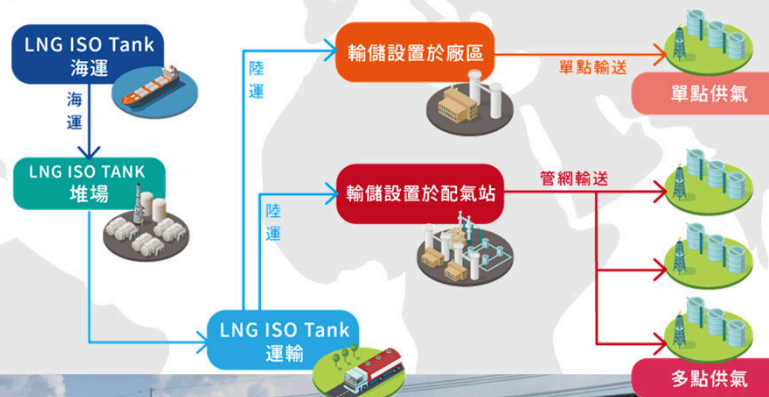 LNG ISO Tank
海運
海
運
LNG ISO TANK
堆場
LNG ISO Tank
運輸
陸
運
輸儲設置於廠區
單點輸送
單點供氣
陸
運
輸儲設置於配氣站
管網輸送
多點供氣